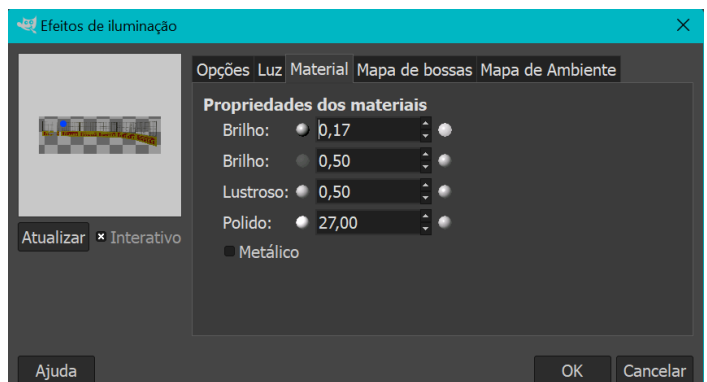 Efeitos de iluminação
Opções Luz Material Mapa de bossas Mapa de Ambiente
Propriedades dos materiais
Brilho: 0,17
Brilho: 0,50
Lustroso: 0,50
Polido: 27,00
Metálico
Atualizar Interativo
Ajuda OK Cancelar